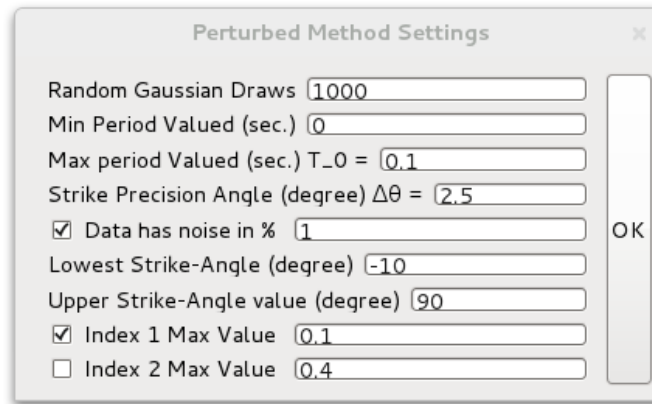 Perturbed Method Settings ×
Random Gaussian Draws 1000
Min Period Valued (sec.) 0
Max period Valued (sec.) T_0 = 0.1
Strike Precision Angle (degree) Δθ = 2.5
Data has noise in % 1
OK
Lowest Strike-Angle (degree) -10
Upper Strike-Angle value (degree) 90
Index 1 Max Value 0.1
Index 2 Max Value 0.4